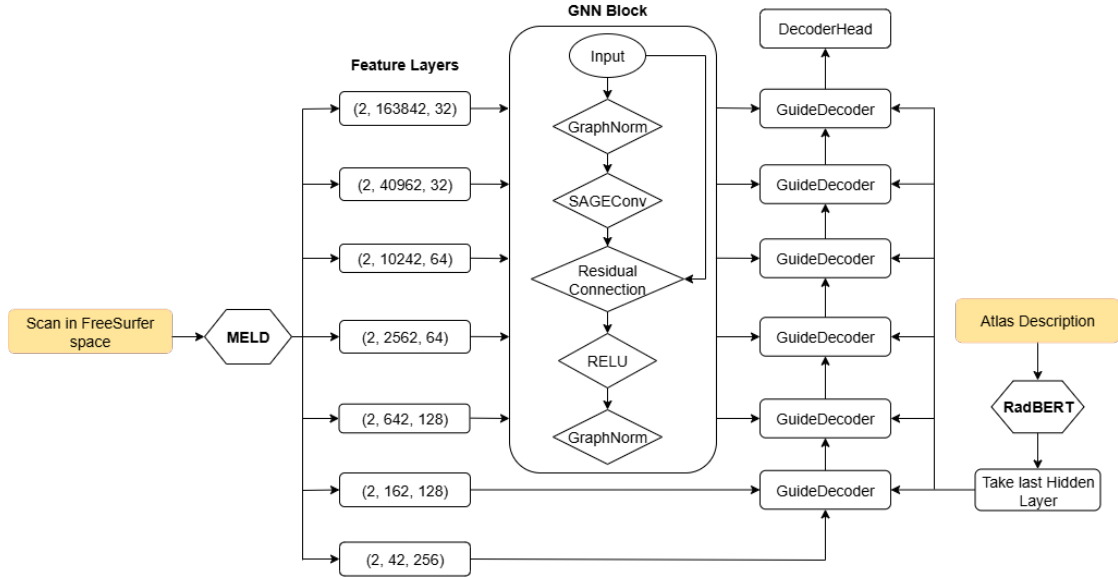 GNN Block
DecoderHead
Input
Feature Layers
(2, 163842, 32)
GuideDecoder
GraphNorm
(2, 40962, 32)
GuideDecoder
SAGEConv
(2, 10242, 64)
GuideDecoder
Residual
Connection
Scan in FreeSurfer
space
MELD
(2, 2562, 64)
GuideDecoder
Atlas Description
RELU
RadBERT
(2, 642, 128)
GuideDecoder
GraphNorm
(2, 162, 128)
GuideDecoder
Take last Hidden
Layer
(2, 42, 256)